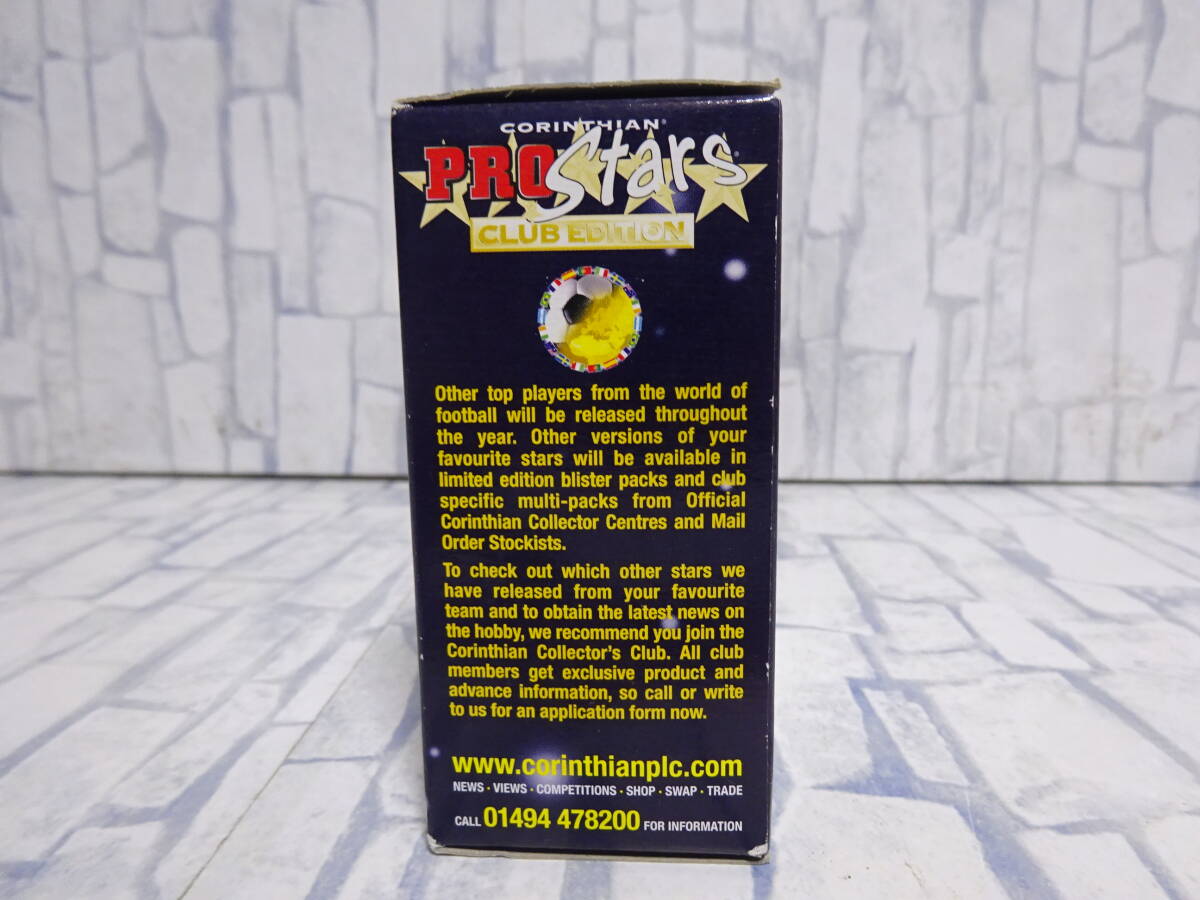 CORINTHIAN®
PROStars®
CLUB EDITION
Other top players from the world of
football will be released throughout
the year. Other versions of your
favourite stars will be available in
limited edition blister packs and club
specific multi-packs from Official
Corinthian Collector Centres and Mail
Order Stockists.
To check out which other stars we
have released from your favourite
team and to obtain the latest news on
the hobby, we recommend you join the
Corinthian Collector's Club. All club
members get exclusive product and
advance information, so call or write
to us for an application form now.
www.corinthianplc.com
NEWS · VIEWS · COMPETITIONS · SHOP · SWAP · TRADE
CALL 01494 478200 FOR INFORMATION